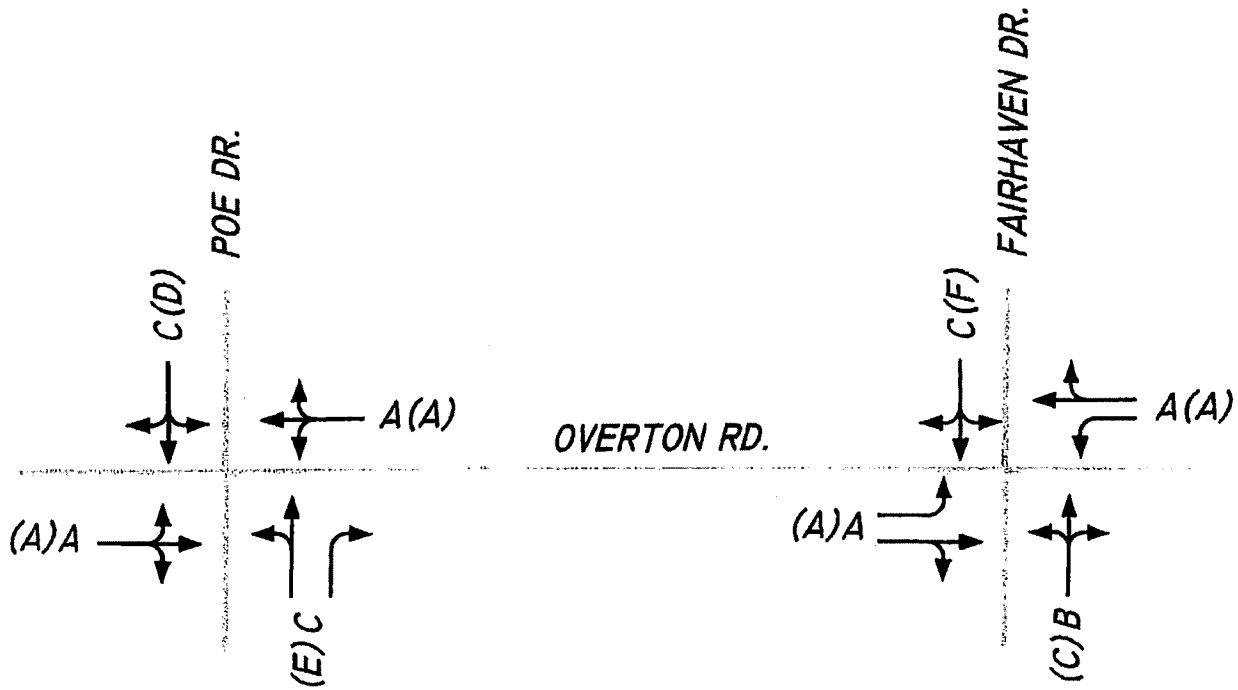 POE DR.
FAIRHAVEN DR.
C(D)
C(F)
A(A)
A(A)
OVERTON RD.
(A)A
(A)A
(E)C
(C)B